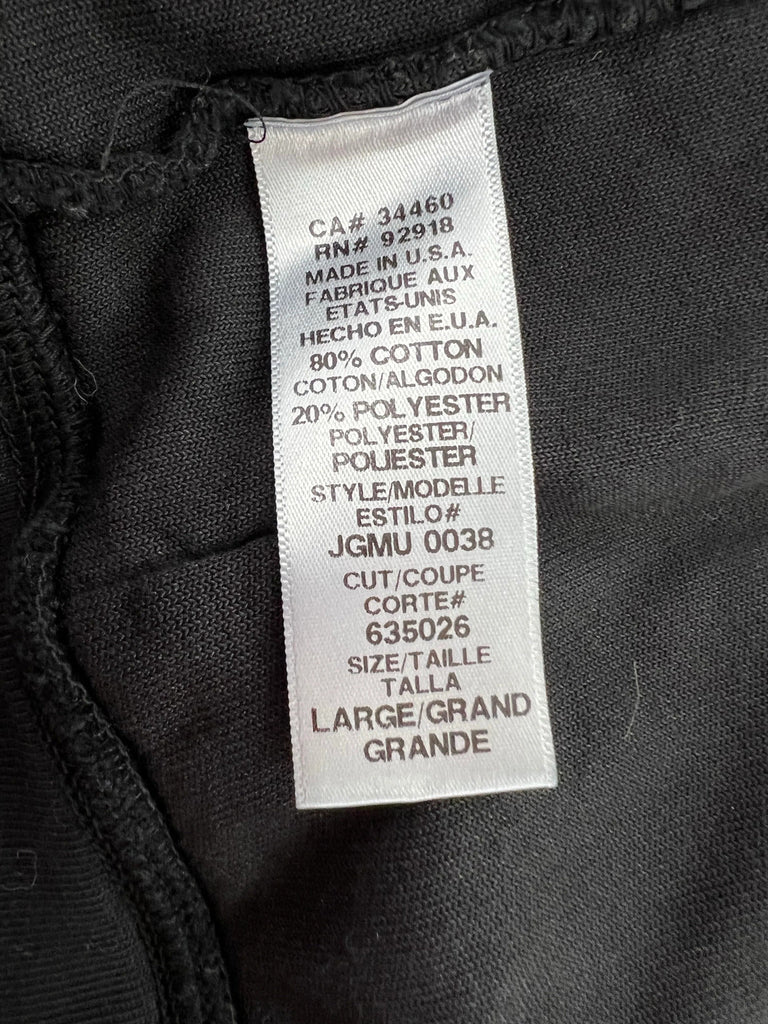 CA# 34460
RN# 92918
MADE IN U.S.A.
FABRIQUE AUX
ETATS-UNIS
HECHO EN E.U.A.
80% COTTON
COTON/ALGODON
20% POLYESTER
POLYESTER/
POLIESTER
STYLE/MODELLE
ESTILO#
JGMU 0038
CUT/COUPE
CORTE#
635026
SIZE/TAILLE
TALLA
LARGE/GRAND
GRANDE